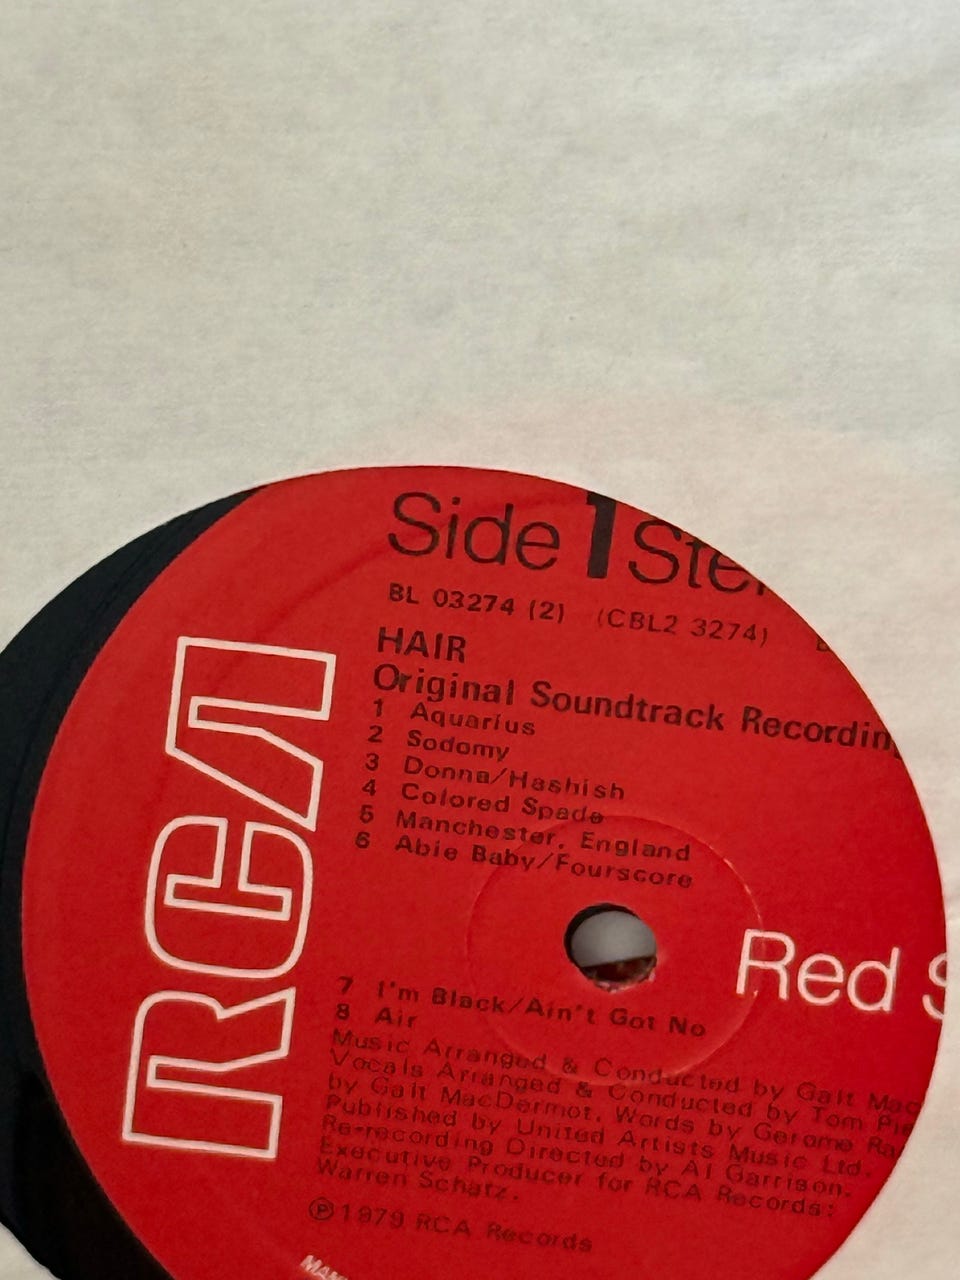 Side 1 Ste
BL 03274 (2) (CBL2 3274)
HAIR
Original Soundtrack Recordin
1 Aquarius
2 Sodomy
3 Donna/Hashish
4 Colored Spade
5 Manchester, England
6 Abie Baby/Fourscore
RCA
Red S
7 I'm Black/Ain't Got No
8 Air
Music Arranged & Conducted by Galt Mac
Vocals Arranged & Conducted by Tom Pie
by Galt MacDermot. Words by Gerome Ra
Published by United Artists Music Ltd.
Re-recording Directed by Al Garrison.
Executive Producer for RCA Records:
Warren Schatz.
℗1979 RCA Records